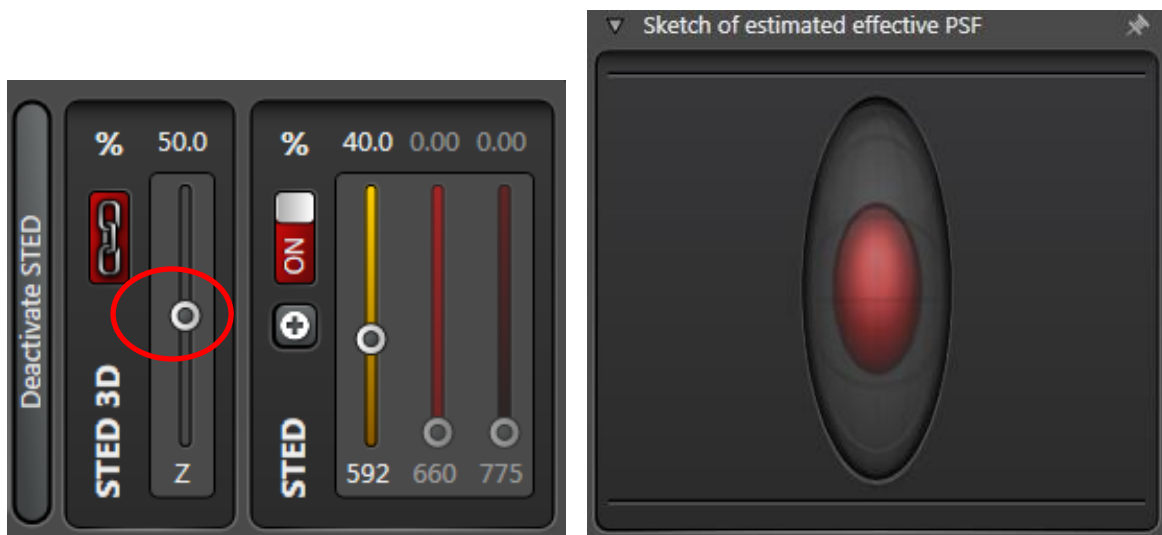 Sketch of estimated effective PSF
Deactivate STED
% 50.0
STED 3D
Z
% 40.0 0.00 0.00
ON
STED
592 660 775